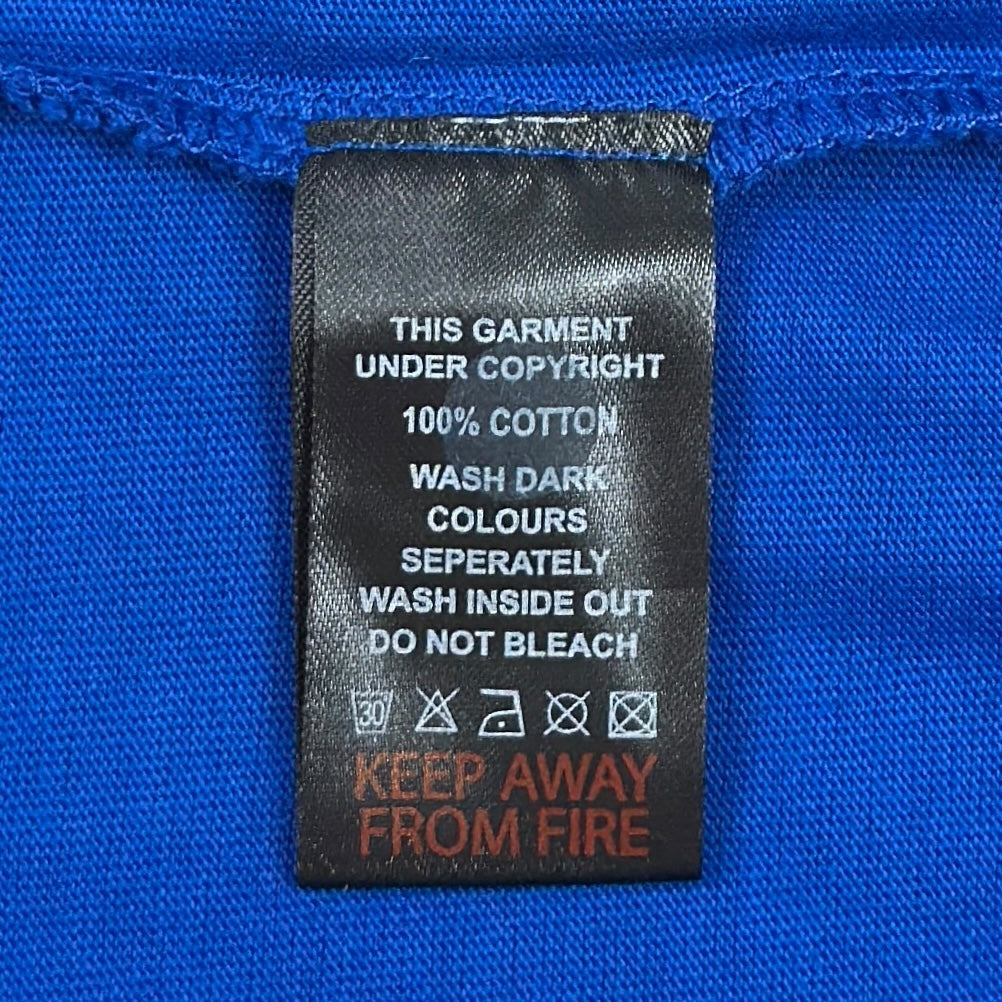 THIS GARMENT
UNDER COPYRIGHT
100% COTTON
WASH DARK
COLOURS
SEPERATELY
WASH INSIDE OUT
DO NOT BLEACH
30
KEEP AWAY
FROM FIRE